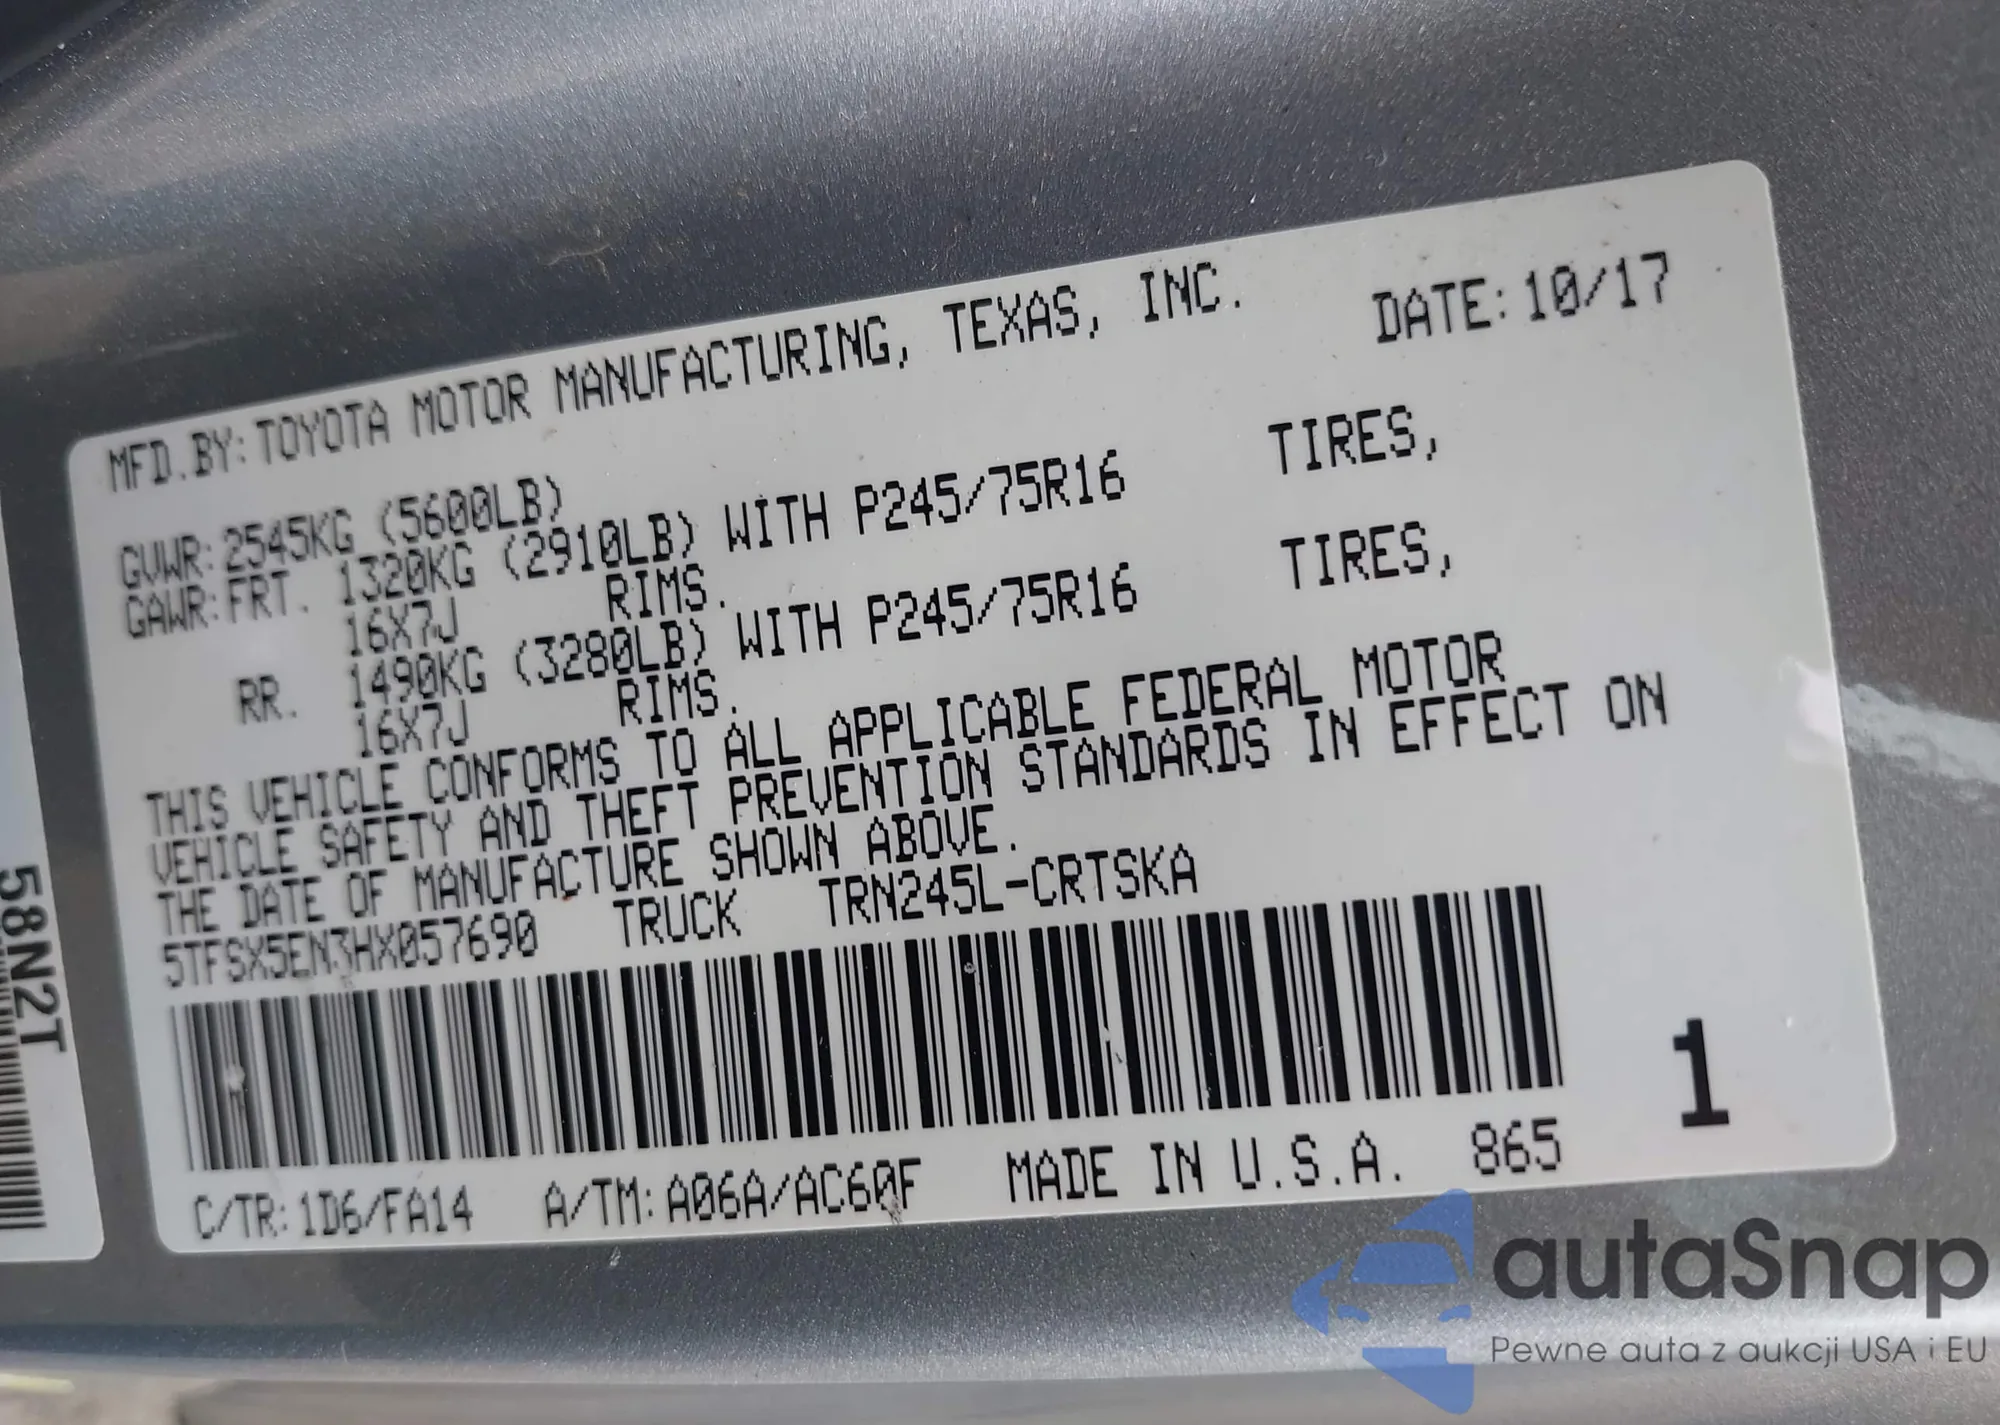 MFD.BY:TOYOTA MOTOR MANUFACTURING, TEXAS, INC. DATE:10/17
GVWR:2545KG (5600LB)
GAWR:FRT. 1320KG (2910LB) WITH P245/75R16 TIRES,
16X7J RIMS.
RR. 1490KG (3280LB) WITH P245/75R16 TIRES,
16X7J RIMS.
THIS VEHICLE CONFORMS TO ALL APPLICABLE FEDERAL MOTOR
VEHICLE SAFETY AND THEFT PREVENTION STANDARDS IN EFFECT ON
THE DATE OF MANUFACTURE SHOWN ABOVE.
5TFSX5EN3HX057690 TRUCK TRN245L-CRTSKA
1
C/TR:1D6/FA14 A/TM:A06A/AC60F MADE IN U.S.A. 865
58N2T
autaSnap
Pewne auta z aukcji USA i EU